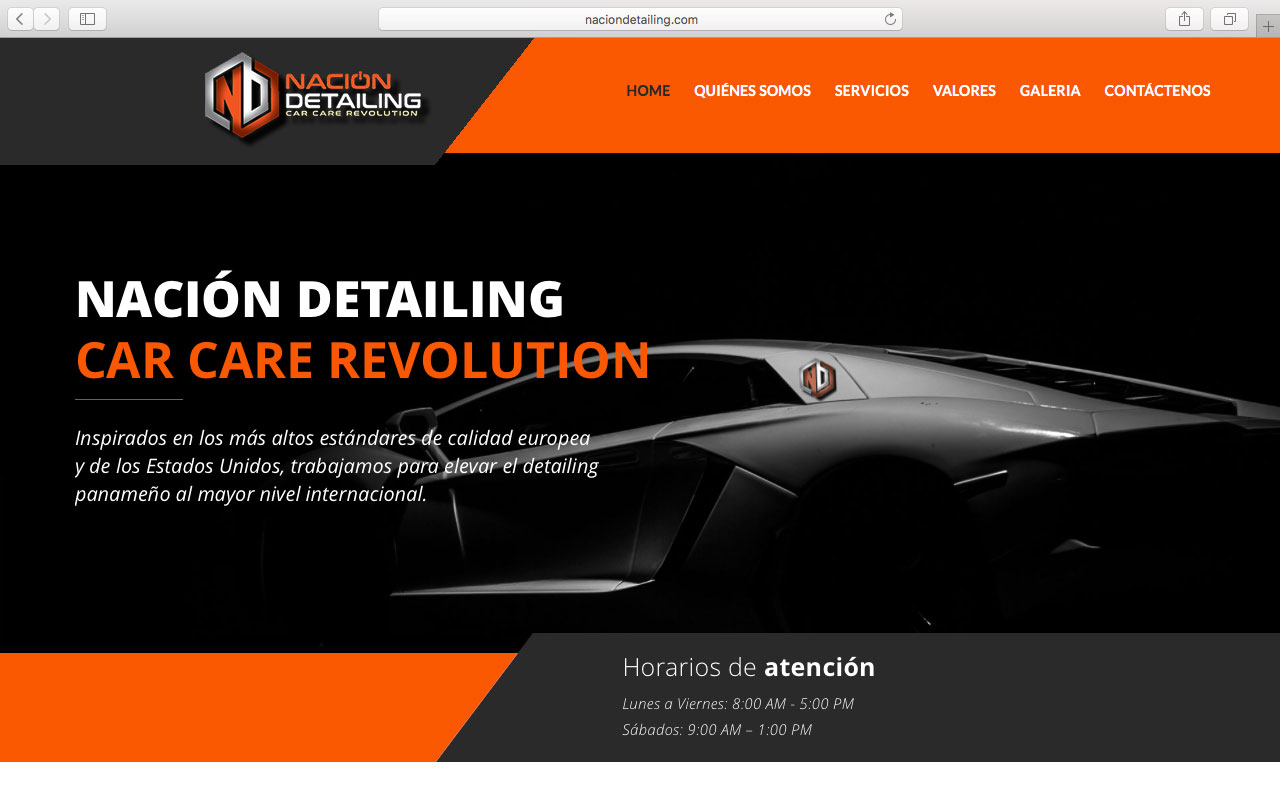 naciondetailing.com
ND NACIÓN
DETAILING
CAR CARE REVOLUTION
HOME QUIÉNES SOMOS SERVICIOS VALORES GALERIA CONTÁCTENOS
NACIÓN DETAILING
CAR CARE REVOLUTION
ND
Inspirados en los más altos estándares de calidad europea
y de los Estados Unidos, trabajamos para elevar el detailing
panameño al mayor nivel internacional.
Horarios de atención
Lunes a Viernes: 8:00 AM - 5:00 PM
Sábados: 9:00 AM – 1:00 PM